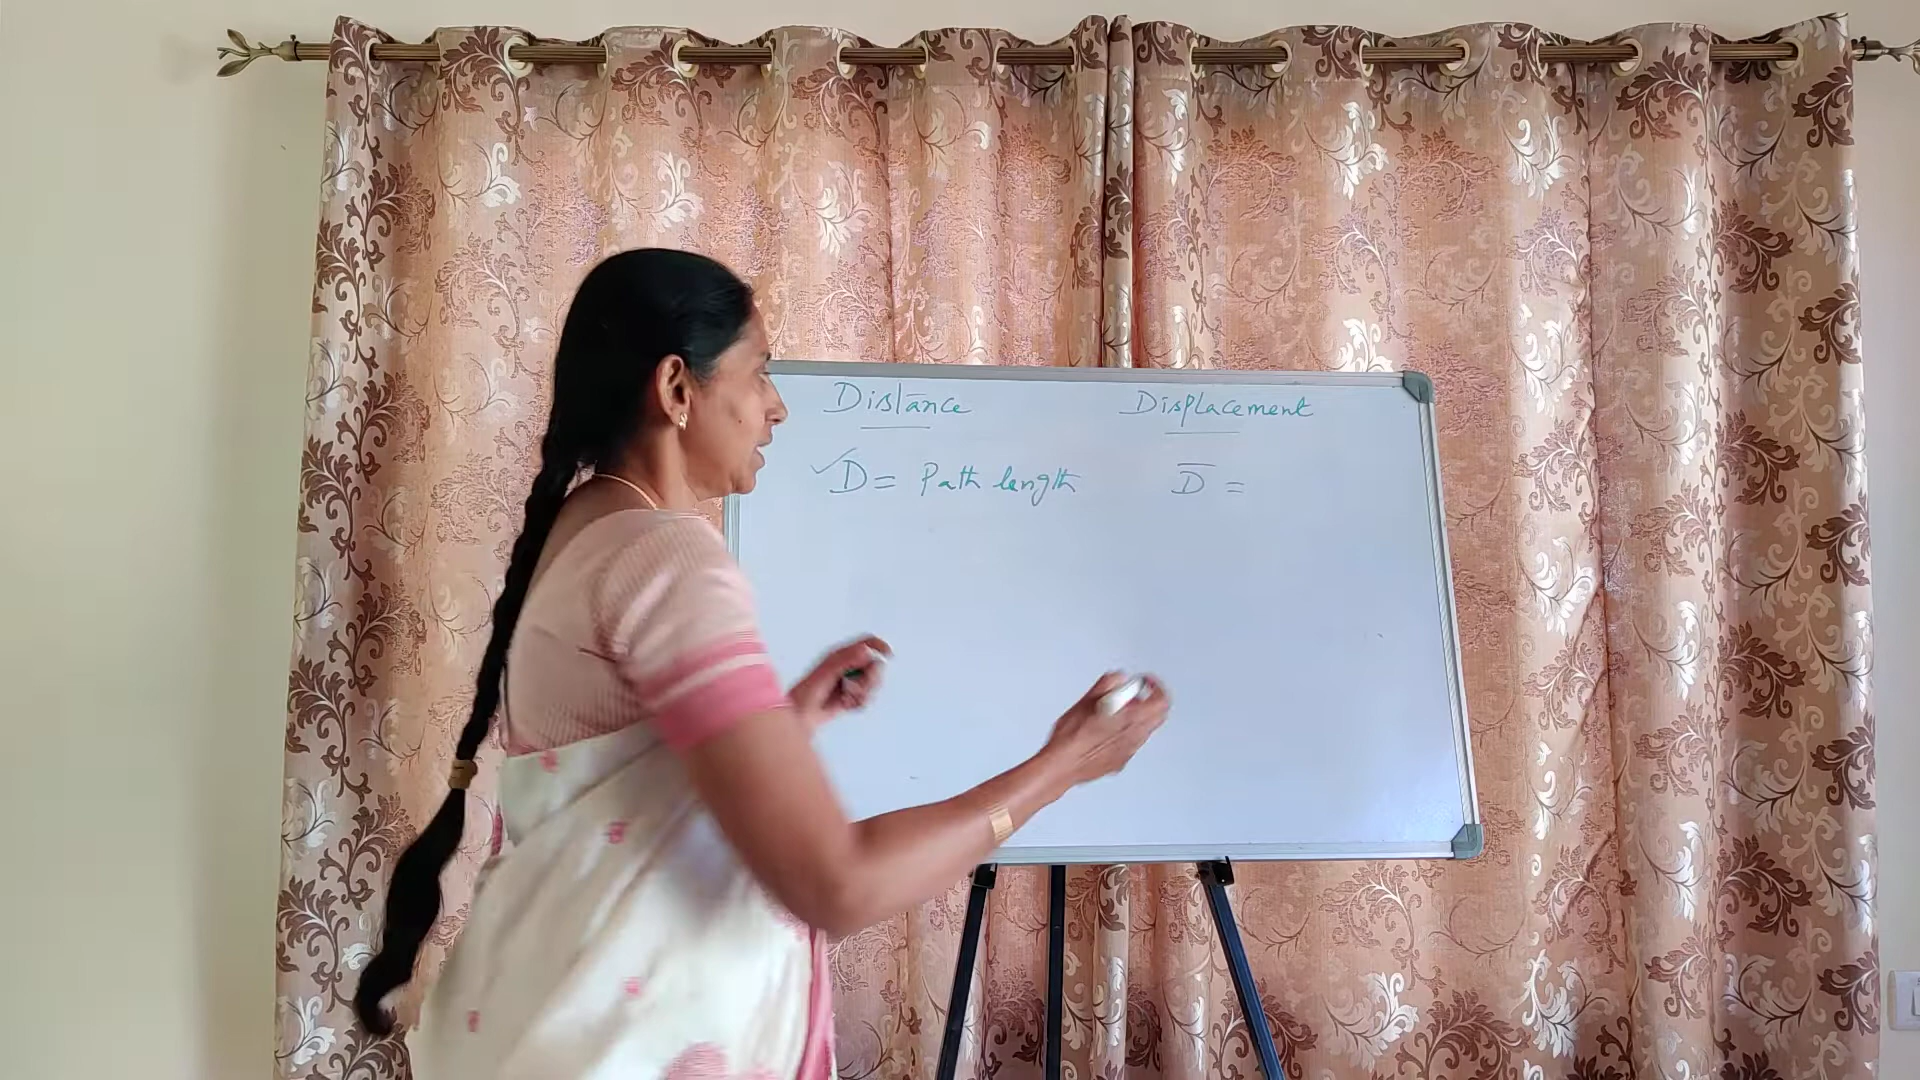 Distance Displacement
✓D = Path length D̅ =